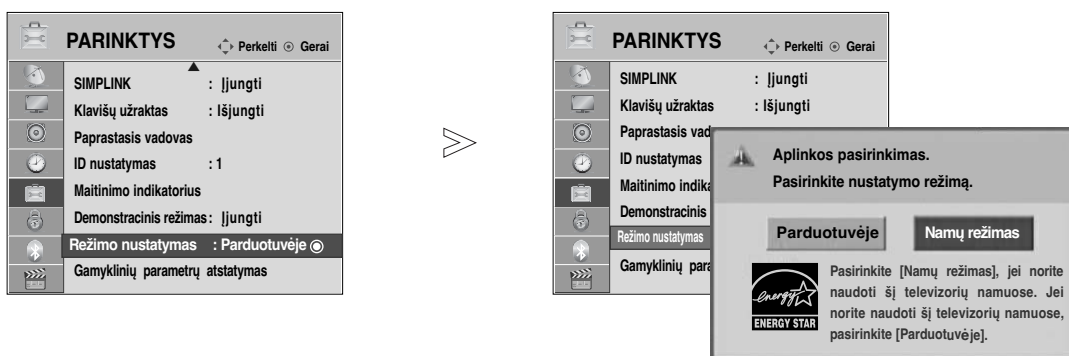 PARINKTYS
Perkelti Gerai
SIMPLINK : Įjungti
Klavišų užraktas : Išjungti
Paprastasis vadovas
ID nustatymas : 1
Maitinimo indikatorius
Demonstracinis režimas : Įjungti
Režimo nustatymas : Parduotuvėje
Gamyklinių parametrų atstatymas
PARINKTYS
Perkelti Gerai
SIMPLINK : Įjungti
Klavišų užraktas : Išjungti
Paprastasis vad
ID nustatymas
Maitinimo indika
Demonstracinis
Režimo nustatymas
Gamyklinių para
Aplinkos pasirinkimas.
Pasirinkite nustatymo režimą.
Parduotuvėje Namų režimas
energy
ENERGY STAR
Pasirinkite [Namų režimas], jei norite
naudoti šį televizorių namuose. Jei
norite naudoti šį televizorių namuose,
pasirinkite [Parduotuvėje].